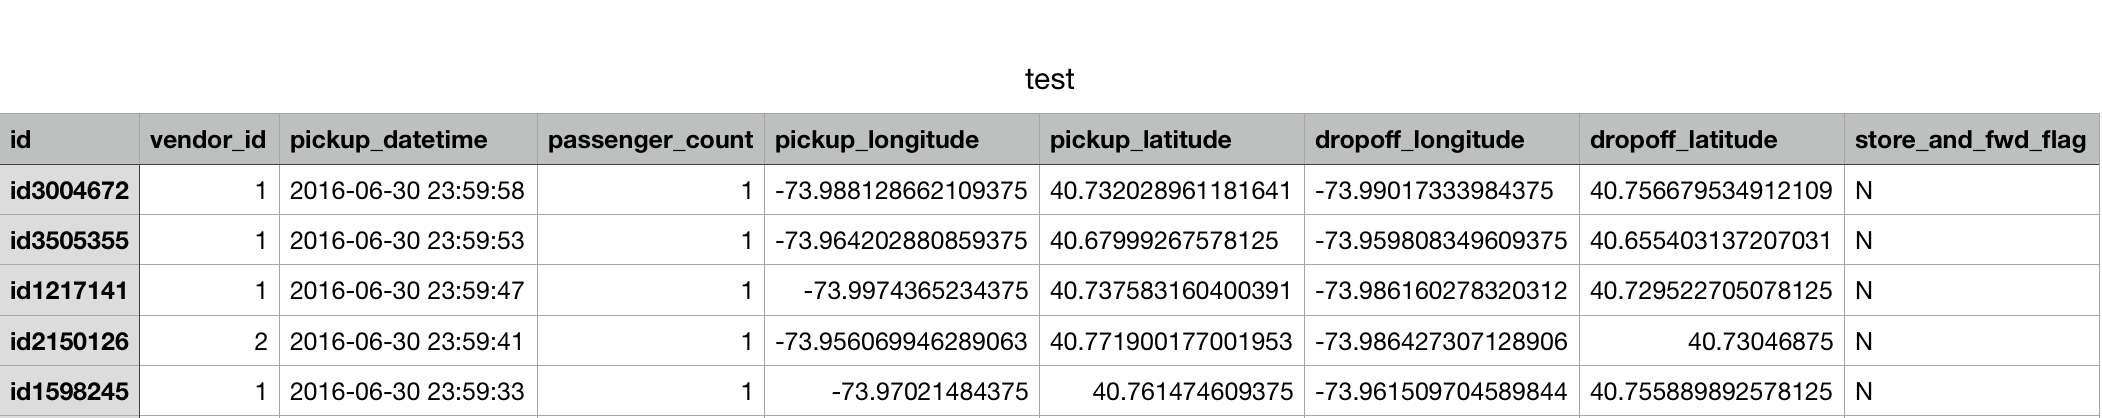 test
id vendor_id pickup_datetime passenger_count pickup_longitude pickup_latitude dropoff_longitude dropoff_latitude store_and_fwd_flag
id3004672 1 2016-06-30 23:59:58 1 -73.988128662109375 40.732028961181641 -73.99017333984375 40.756679534912109 N
id3505355 1 2016-06-30 23:59:53 1 -73.964202880859375 40.67999267578125 -73.959808349609375 40.655403137207031 N
id1217141 1 2016-06-30 23:59:47 1 -73.9974365234375 40.737583160400391 -73.986160278320312 40.729522705078125 N
id2150126 2 2016-06-30 23:59:41 1 -73.956069946289063 40.771900177001953 -73.986427307128906 40.73046875 N
id1598245 1 2016-06-30 23:59:33 1 -73.97021484375 40.761474609375 -73.961509704589844 40.755889892578125 N